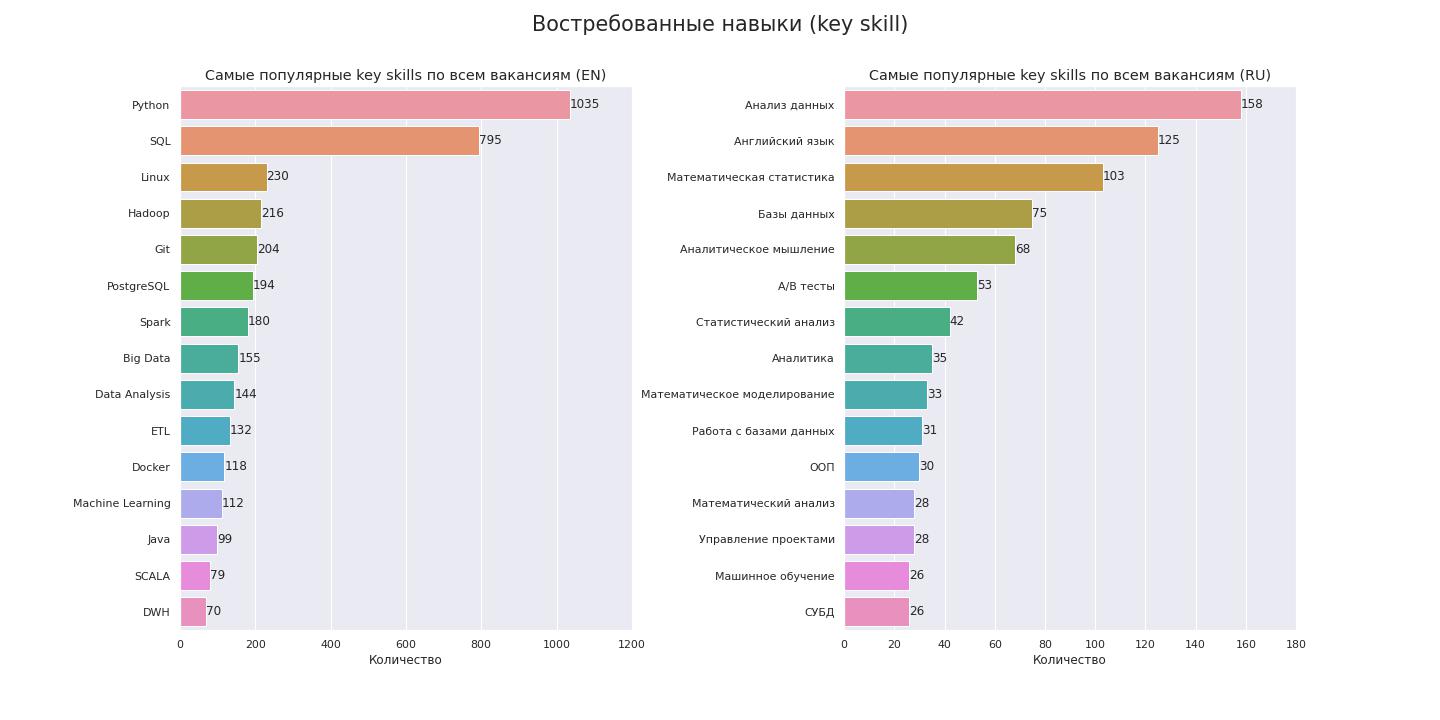 Востребованные навыки (key skill)
Самые популярные key skills по всем вакансиям (EN)
Python 1035
SQL 795
Linux 230
Hadoop 216
Git 204
PostgreSQL 194
Spark 180
Big Data 155
Data Analysis 144
ETL 132
Docker 118
Machine Learning 112
Java 99
SCALA 79
DWH 70
0 200 400 600 800 1000 1200
Количество
Самые популярные key skills по всем вакансиям (RU)
Анализ данных 158
Английский язык 125
Математическая статистика 103
Базы данных 75
Аналитическое мышление 68
A/B тесты 53
Статистический анализ 42
Аналитика 35
Математическое моделирование 33
Работа с базами данных 31
ООП 30
Математический анализ 28
Управление проектами 28
Машинное обучение 26
СУБД 26
0 20 40 60 80 100 120 140 160 180
Количество